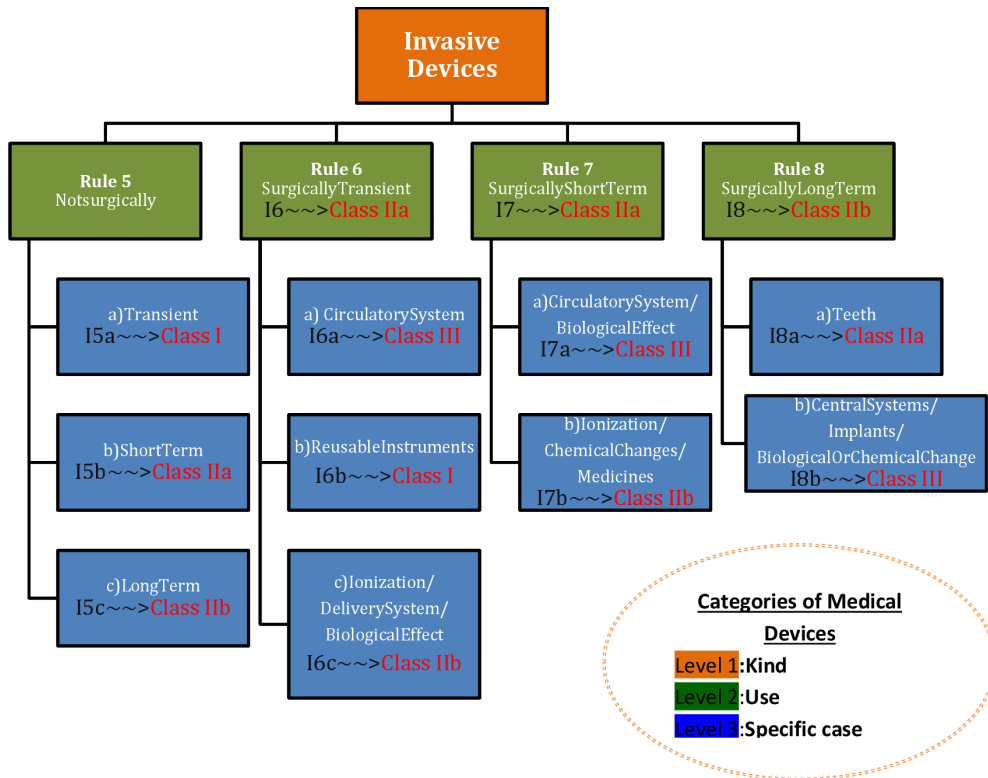 Invasive
Devices
Rule 5
Notsurgically
Rule 6
SurgicallyTransient
I6~~>Class IIa
Rule 7
SurgicallyShortTerm
I7~~>Class IIa
Rule 8
SurgicallyLongTerm
I8~~>Class IIb
a)Transient
I5a~~>Class I
b)ShortTerm
I5b~~>Class IIa
c)LongTerm
I5c~~>Class IIb
a) CirculatorySystem
I6a~~>Class III
b)ReusableInstruments
I6b~~>Class I
c)Ionization/
DeliverySystem/
BiologicalEffect
I6c~~>Class IIb
a)CirculatorySystem/
BiologicalEffect
I7a~~>Class III
b)Ionization/
ChemicalChanges/
Medicines
I7b~~>Class IIb
a)Teeth
I8a~~>Class IIa
b)CentralSystems/
Implants/
BiologicalOrChemicalChange
I8b~~>Class III
Categories of Medical
Devices
Level 1:Kind
Level 2:Use
Level 3:Specific case